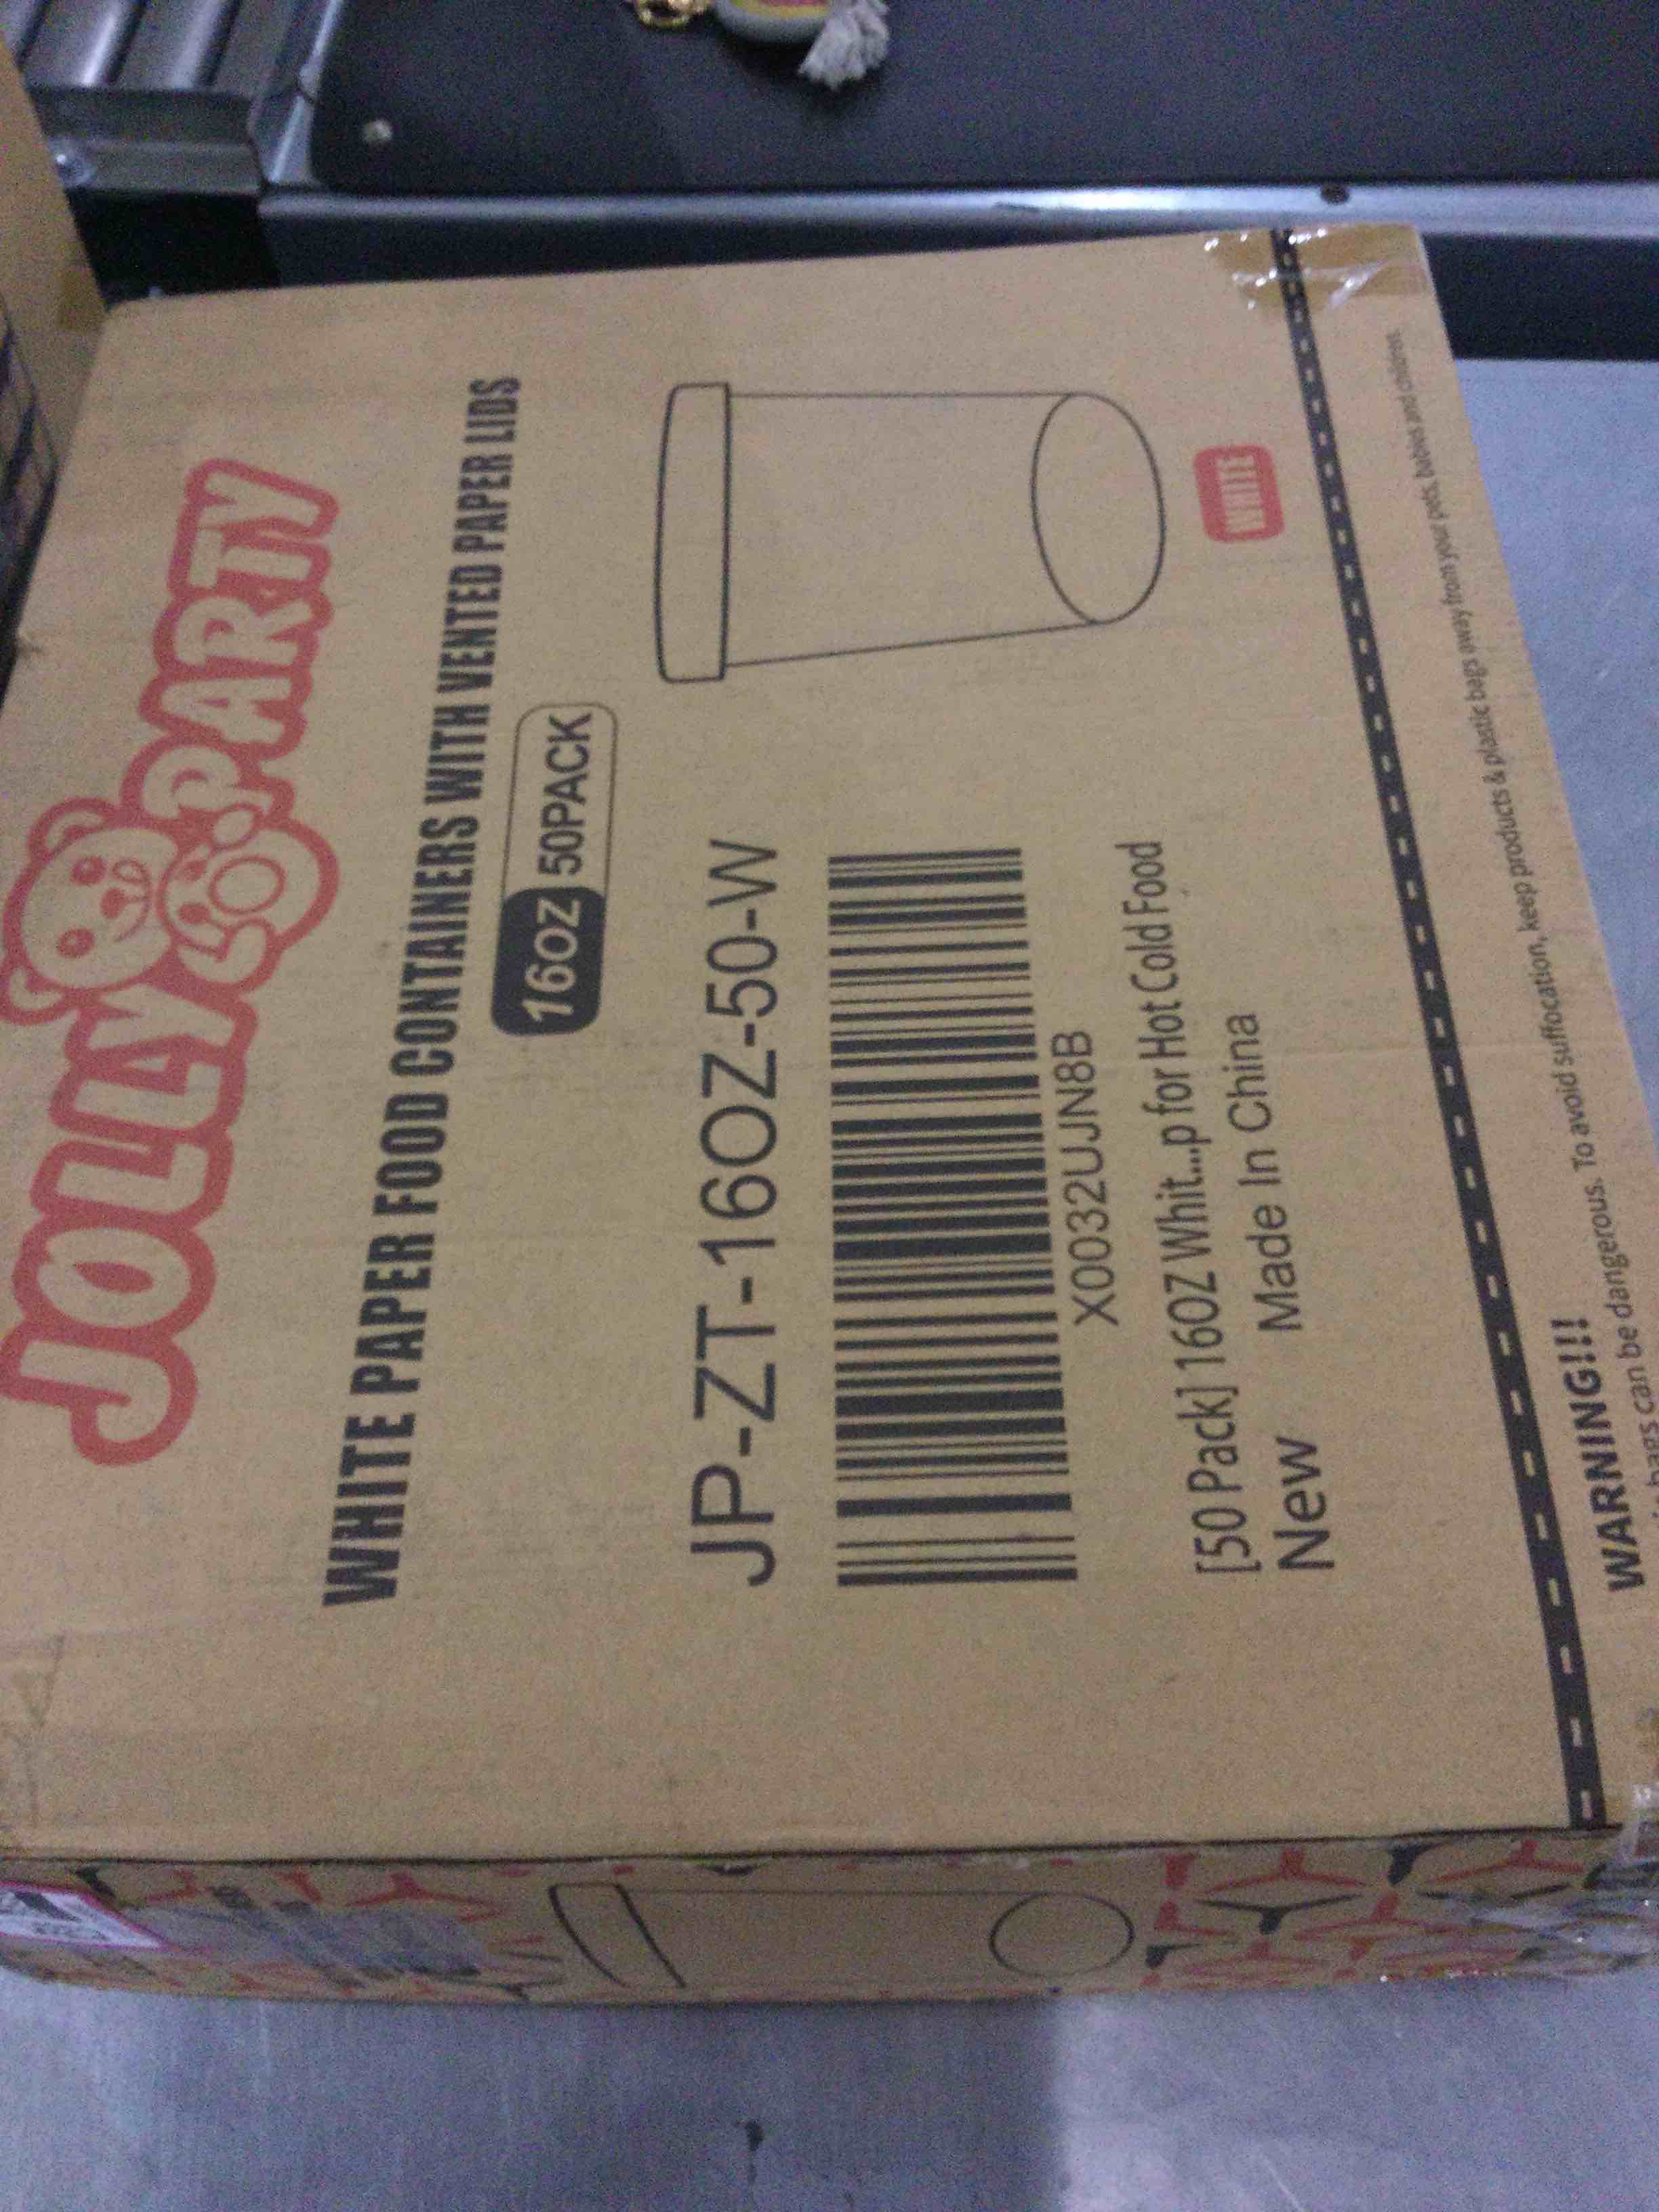 JOLLY PARTY
WHITE PAPER FOOD CONTAINERS WITH VENTED PAPER LIDS
16OZ 50PACK
JP-ZT-16OZ-50-W
X0032UJN8B
[50 Pack] 16OZ Whit...p for Hot Cold Food
New Made In China
WHITE
WARNING!!!
bags can be dangerous. To avoid suffocation, keep products & plastic bags away from your pets, babies and children.